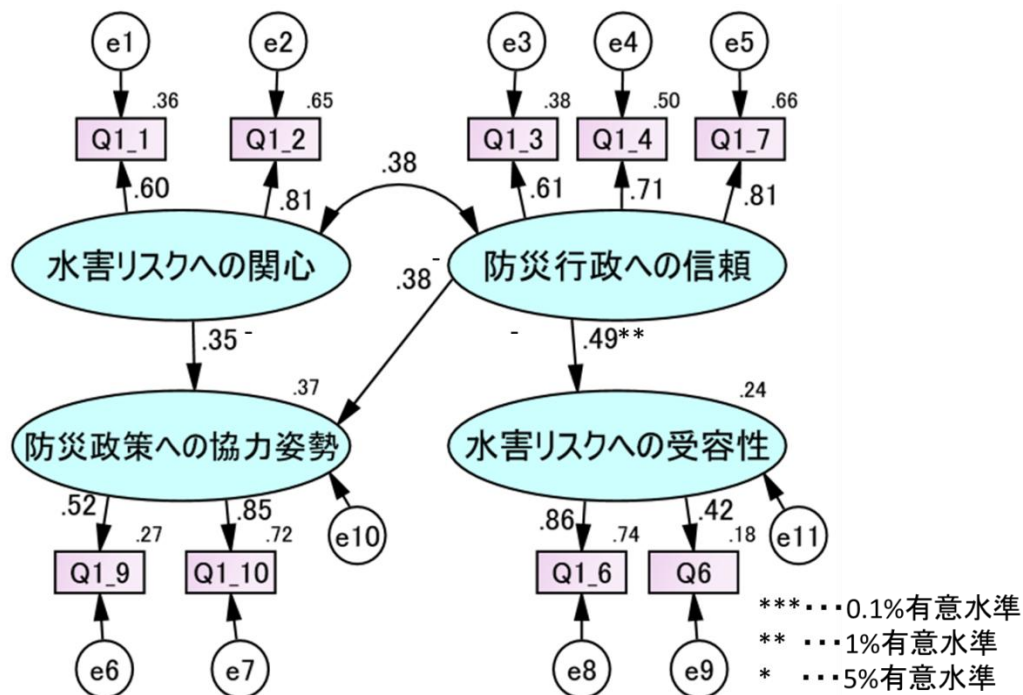 e1
e2
e3
e4
e5
.36
.65
.38
.50
.66
Q1_1
Q1_2
Q1_3
Q1_4
Q1_7
.60
.81
.38
.61
.71
.81
水害リスクへの関心
防災行政への信頼
.38 -
.35 -
- .49**
.37
.24
防災政策への協力姿勢
水害リスクへの受容性
.52
.85
.86
.42
e10
e11
.27
.72
.74
.18
Q1_9
Q1_10
Q1_6
Q6
e6
e7
e8
e9
***・・・0.1%有意水準
** ・・・1%有意水準
* ・・・5%有意水準